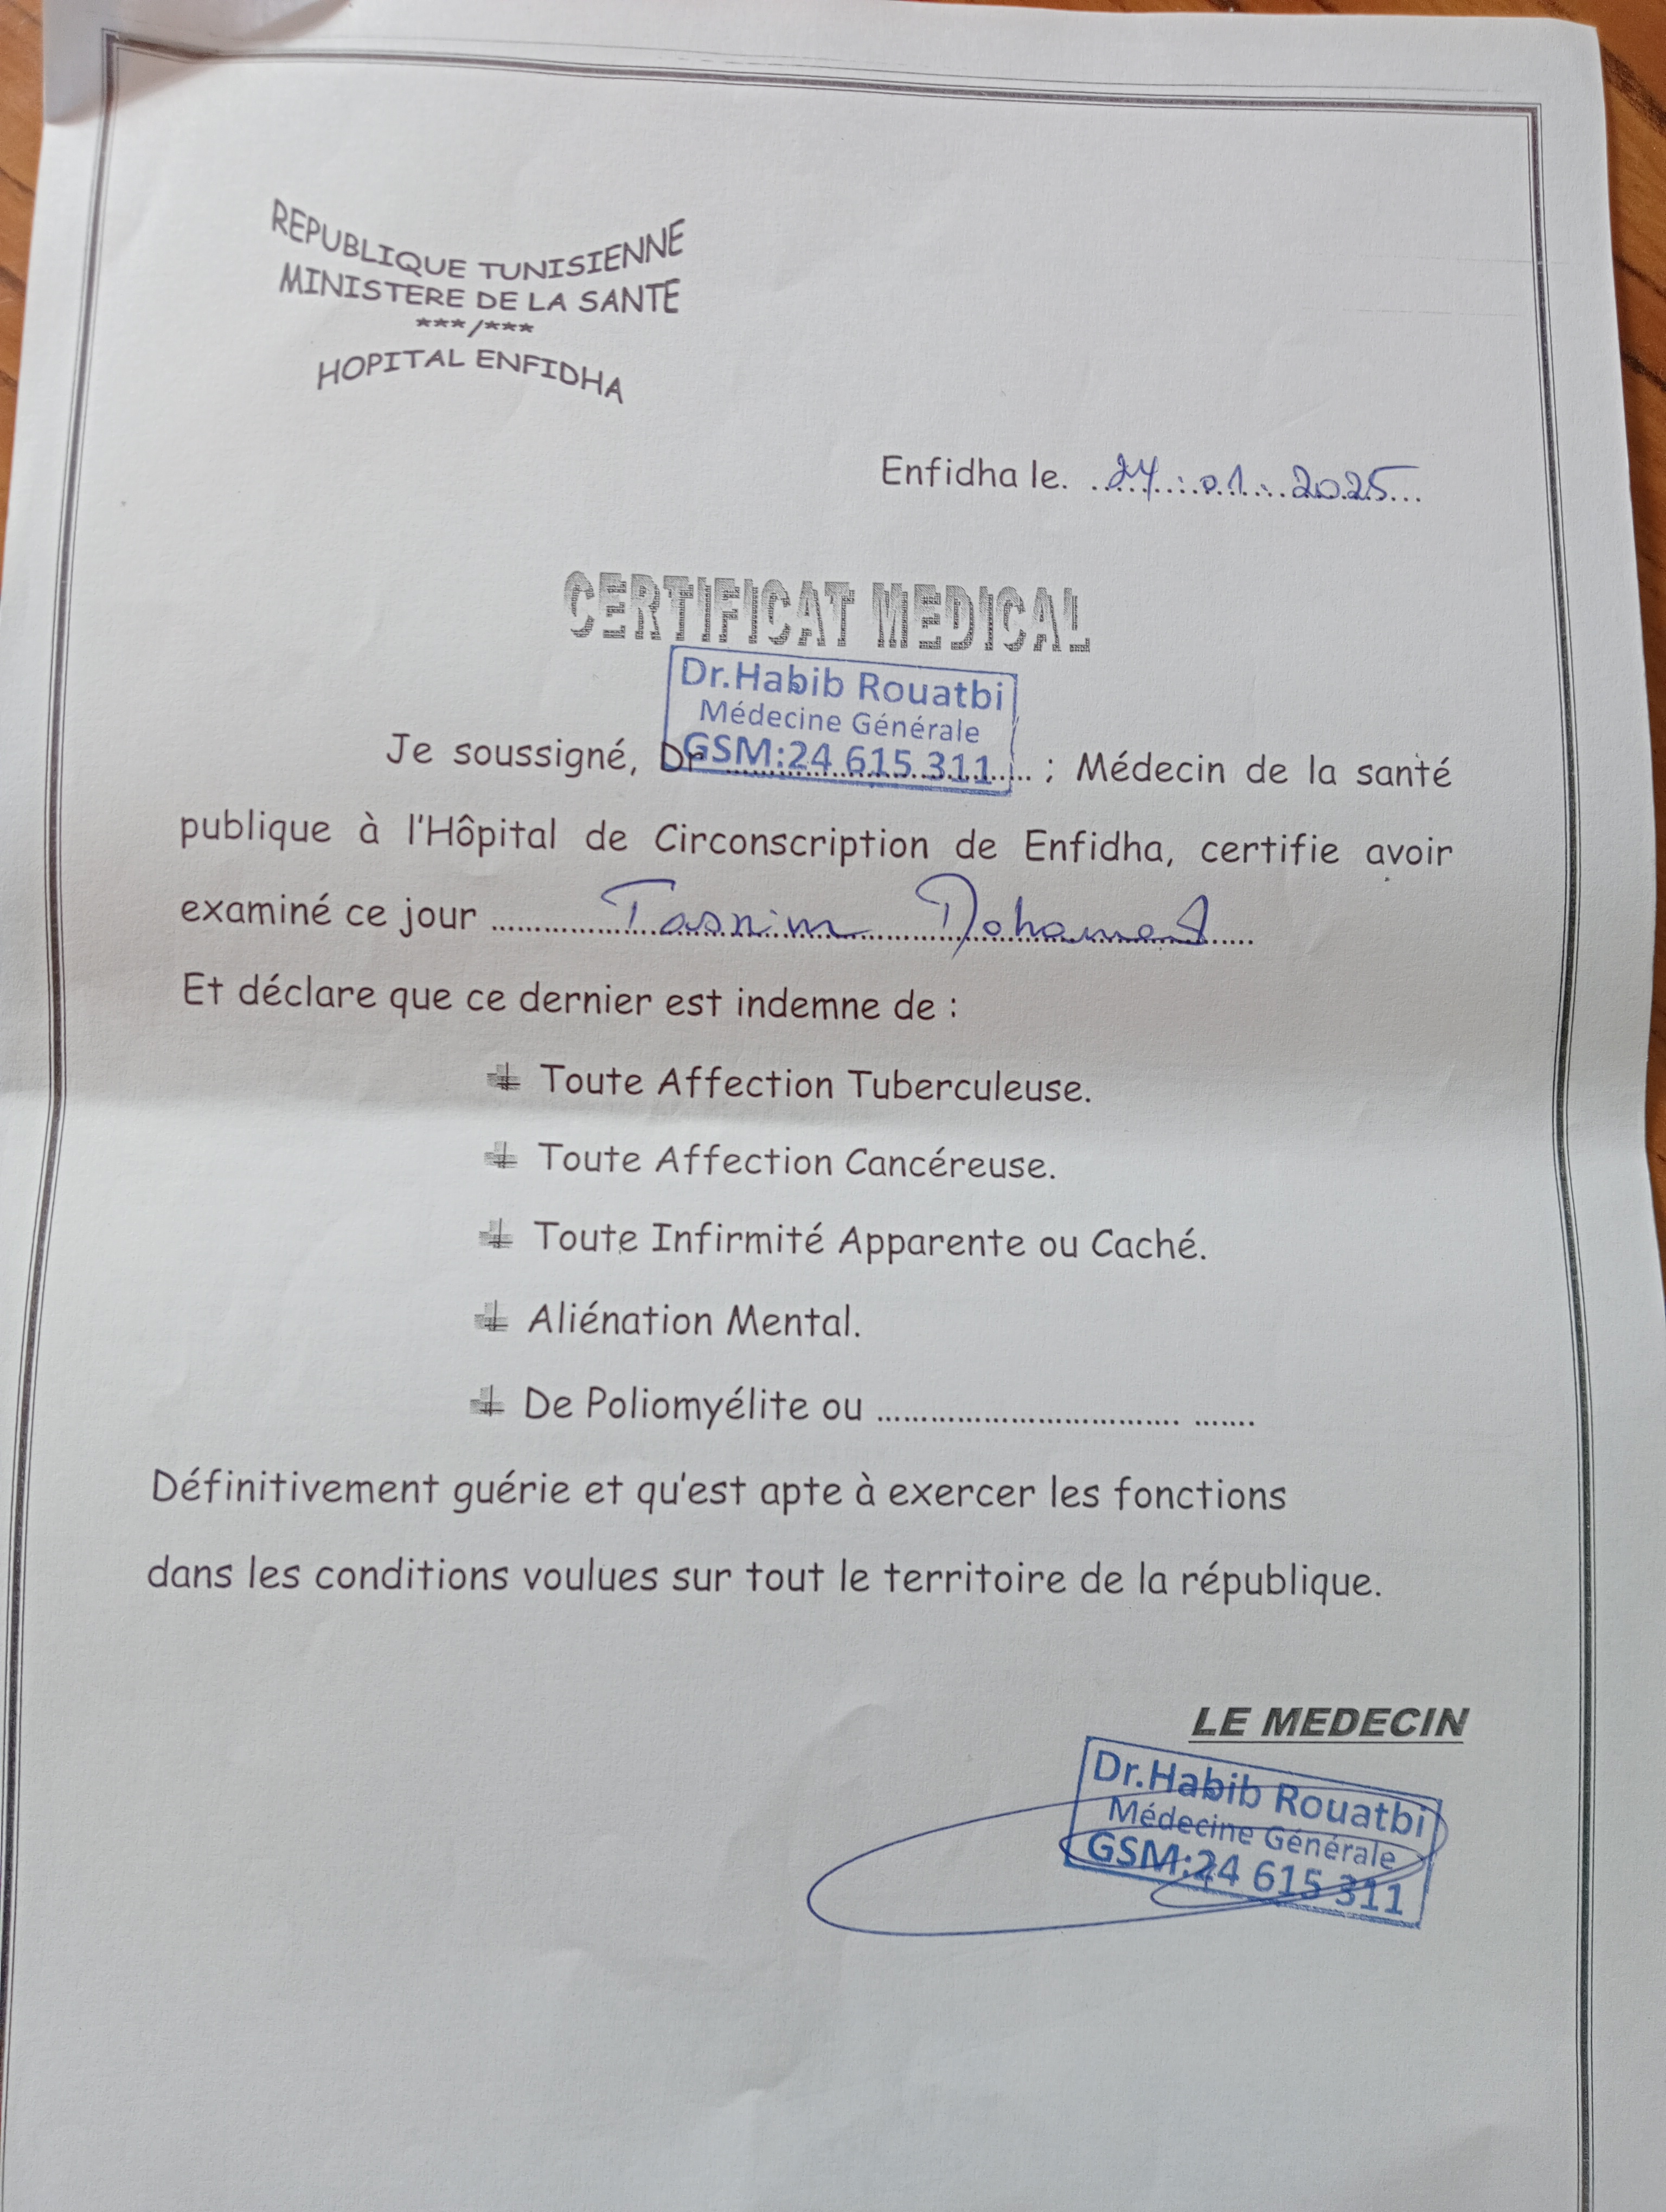 REPUBLIQUE TUNISIENNE
MINISTERE DE LA SANTE
***/***
HOPITAL ENFIDHA
Enfidha le. 01. 2025
CERTIFICAT MEDICAL
Dr.Habib Rouatbi
Médecine Générale
GSM:24 615 311
Je soussigné, Dr ; Médecin de la santé
publique à l'Hôpital de Circonscription de Enfidha, certifie avoir
examiné ce jour Tasnim Mohamed
Et déclare que ce dernier est indemne de :
Toute Affection Tuberculeuse.
Toute Affection Cancéreuse.
Toute Infirmité Apparente ou Caché.
Aliénation Mental.
De Poliomyélite ou .......................................
Définitivement guérie et qu'est apte à exercer les fonctions
dans les conditions voulues sur tout le territoire de la république.
LE MEDECIN
Dr.Habib Rouatbi
Médecine Générale
GSM:24 615 311